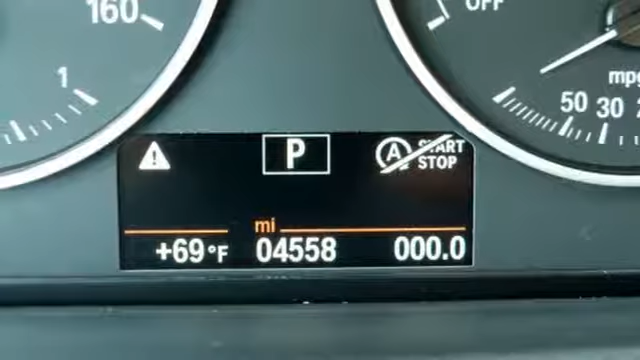 160
OFF
1
mpg
50 30
P
A START
STOP
mi
+69°F 04558 000.0